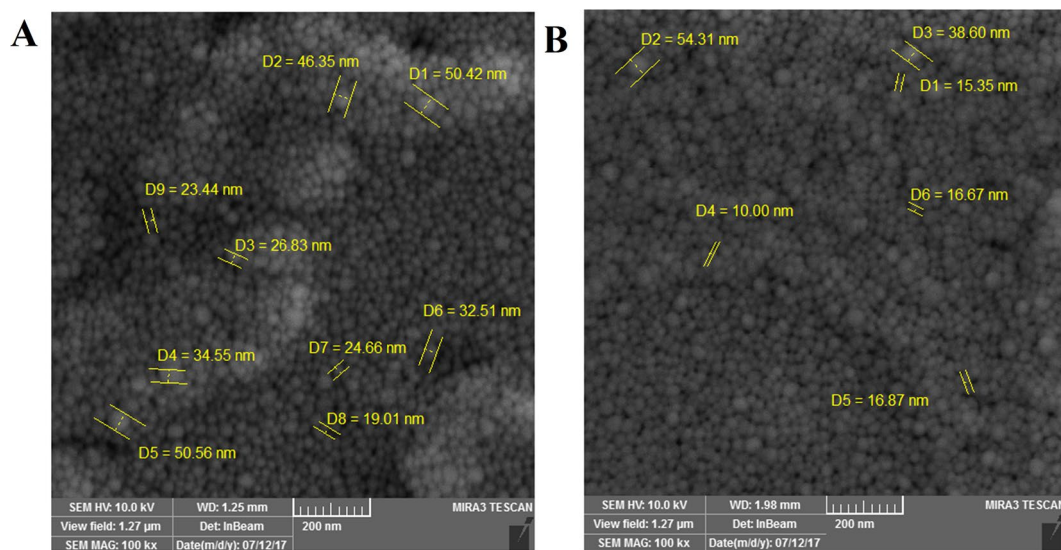 A
D2 = 46.35 nm
D1 = 50.42 nm
D9 = 23.44 nm
D3 = 26.83 nm
D6 = 32.51 nm
D7 = 24.66 nm
D4 = 34.55 nm
D8 = 19.01 nm
D5 = 50.56 nm
SEM HV: 10.0 kV WD: 1.25 mm MIRA3 TESCAN
View field: 1.27 µm Det: InBeam 200 nm
SEM MAG: 100 kx Date(m/d/y): 07/12/17
B
D2 = 54.31 nm
D3 = 38.60 nm
D1 = 15.35 nm
D6 = 16.67 nm
D4 = 10.00 nm
D5 = 16.87 nm
SEM HV: 10.0 kV WD: 1.98 mm MIRA3 TESCAN
View field: 1.27 µm Det: InBeam 200 nm
SEM MAG: 100 kx Date(m/d/y): 07/12/17